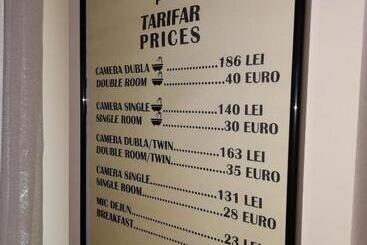 TARIFAR
PRICES
CAMERA DUBLA ...............186 LEI
DOUBLE ROOM ...............40 EURO
CAMERA SINGLE ...............140 LEI
SINGLE ROOM ...............30 EURO
CAMERA DUBLA/TWIN...........163 LEI
DOUBLE ROOM/TWIN............35 EURO
CAMERA SINGLE...............131 LEI
SINGLE ROOM.................28 EURO
MIC DEJUN...................23 LEI
BREAKFAST...................